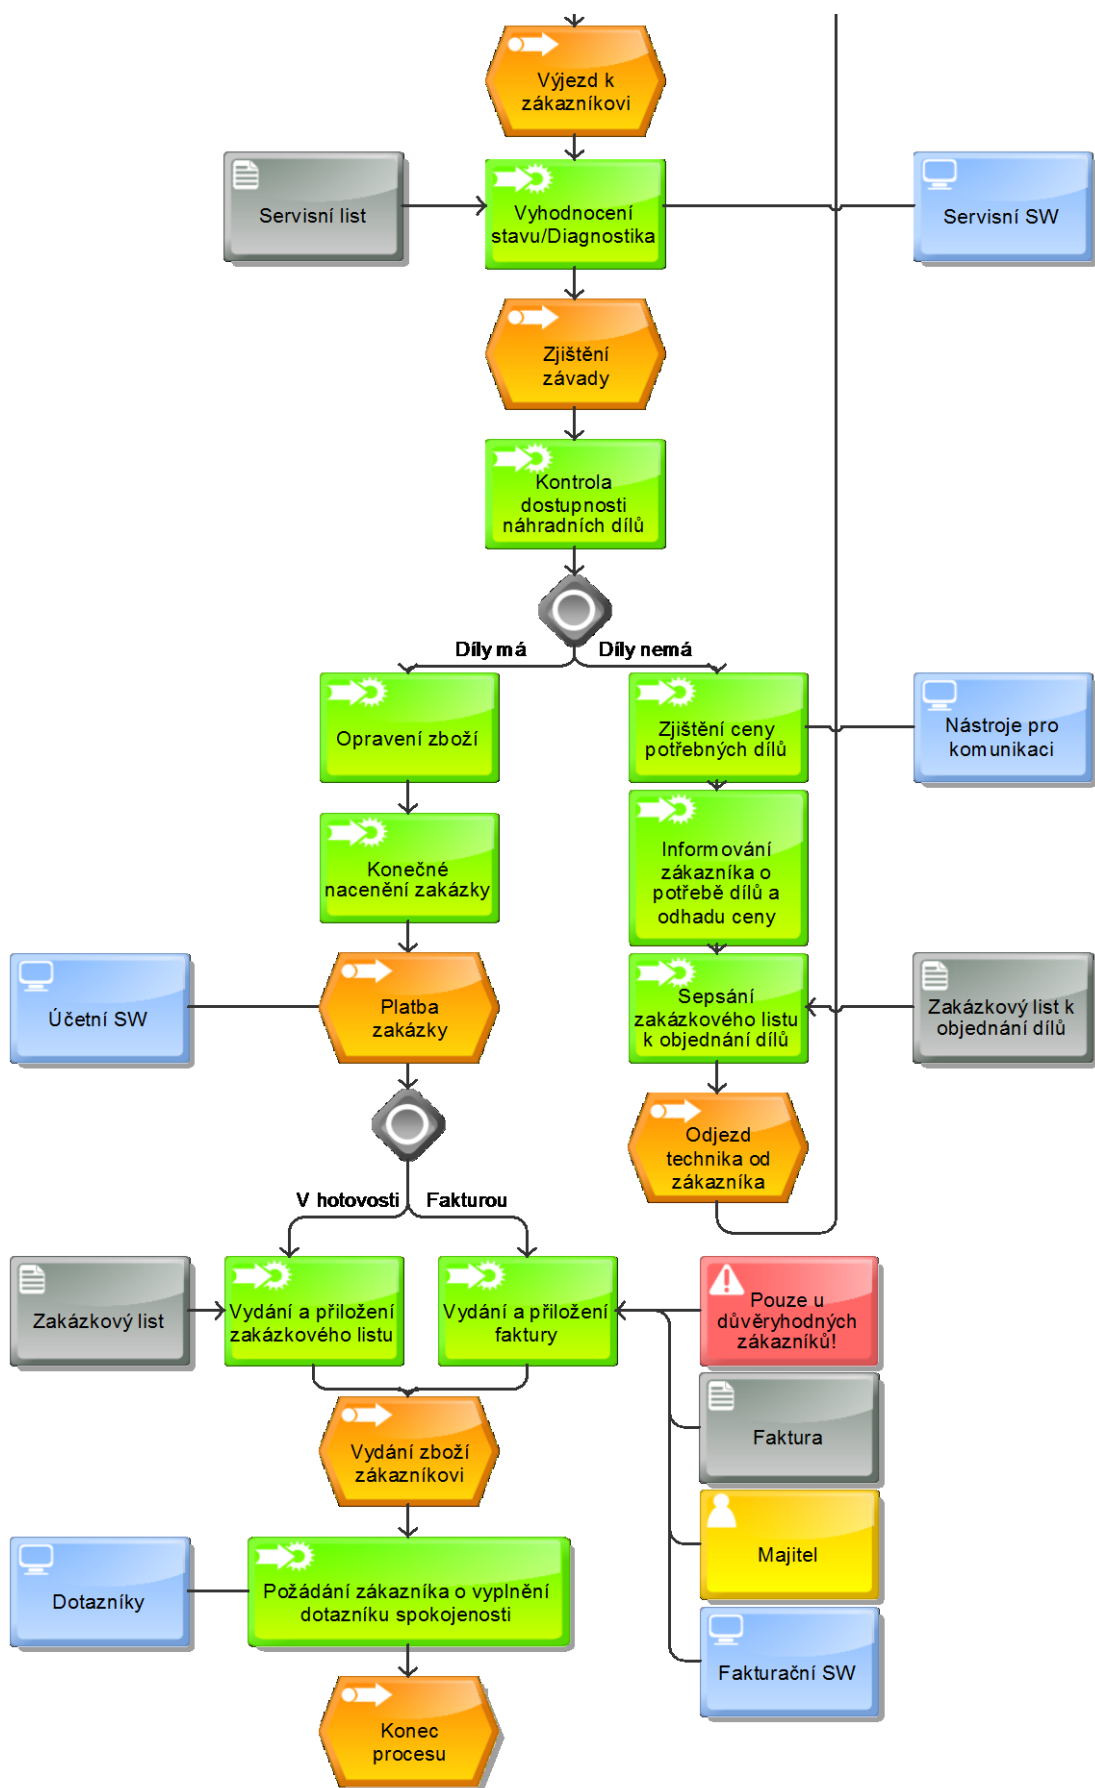 Výjezd k
zákazníkovi
Servisní list
Vyhodnocení
stavu/Diagnostika
Servisní SW
Zjištění
závady
Kontrola
dostupnosti
náhradních dílů
Díly má
Díly nemá
Opravení zboží
Zjištění ceny
potřebných dílů
Nástroje pro
komunikaci
Konečné
nacenění zakázky
Informování
zákazníka o
potřebě dílů a
odhadu ceny
Účetní SW
Platba
zakázky
Sepsání
zakázkového listu
k objednání dílů
Zakázkový list k
objednání dílů
Odjezd
technika od
zákazníka
V hotovosti
Fakturou
Zakázkový list
Vydání a přiložení
zakázkového listu
Vydání a přiložení
faktury
Pouze u
důvěryhodných
zákazníků!
Faktura
Vydání zboží
zákazníkovi
Majitel
Dotazníky
Požádání zákazníka o vyplnění
dotazníku spokojenosti
Fakturační SW
Konec
procesu